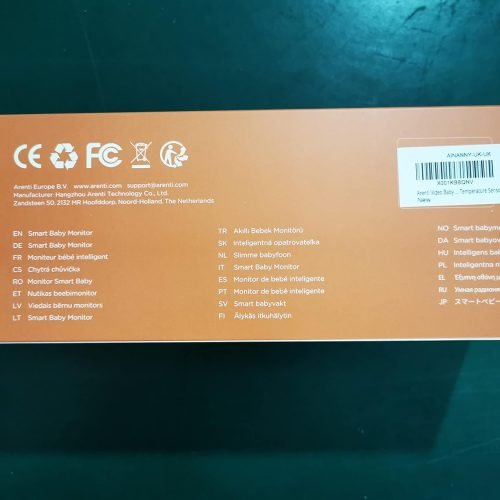 CE FC
Arenti Europe B.V. www.arenti.com support@arenti.com
Manufacturer: Hangzhou Arenti Technology Co., Ltd.
Zandsteen 50, 2132 MR Hoofddorp, Noord-Holland, The Netherlands
AINANNY-UK-UK
X001KBBQNV
Arenti Video Baby ... Temperature Sensor
New
EN Smart Baby Monitor
DE Smart Baby Monitor
FR Moniteur bébé intelligent
CS Chytrá chůvička
RO Monitor Smart Baby
ET Nutikas beebimonitor
LV Viedais bērnu monitors
LT Smart Baby Monitor
TR Akıllı Bebek Monitörü
SK Inteligentná opatrovateľka
NL Slimme babyfoon
IT Smart Baby Monitor
ES Monitor de bebé inteligente
PT Monitor de bebê inteligente
SV Smart babyvakt
FI Älykäs itkuhälytin
NO Smart babymo
DA Smart babyov
HU Intelligens bab
PL Inteligentna n
EL Έξυπνη οθόνη μ
RU Умная радионя
JP スマートベビー